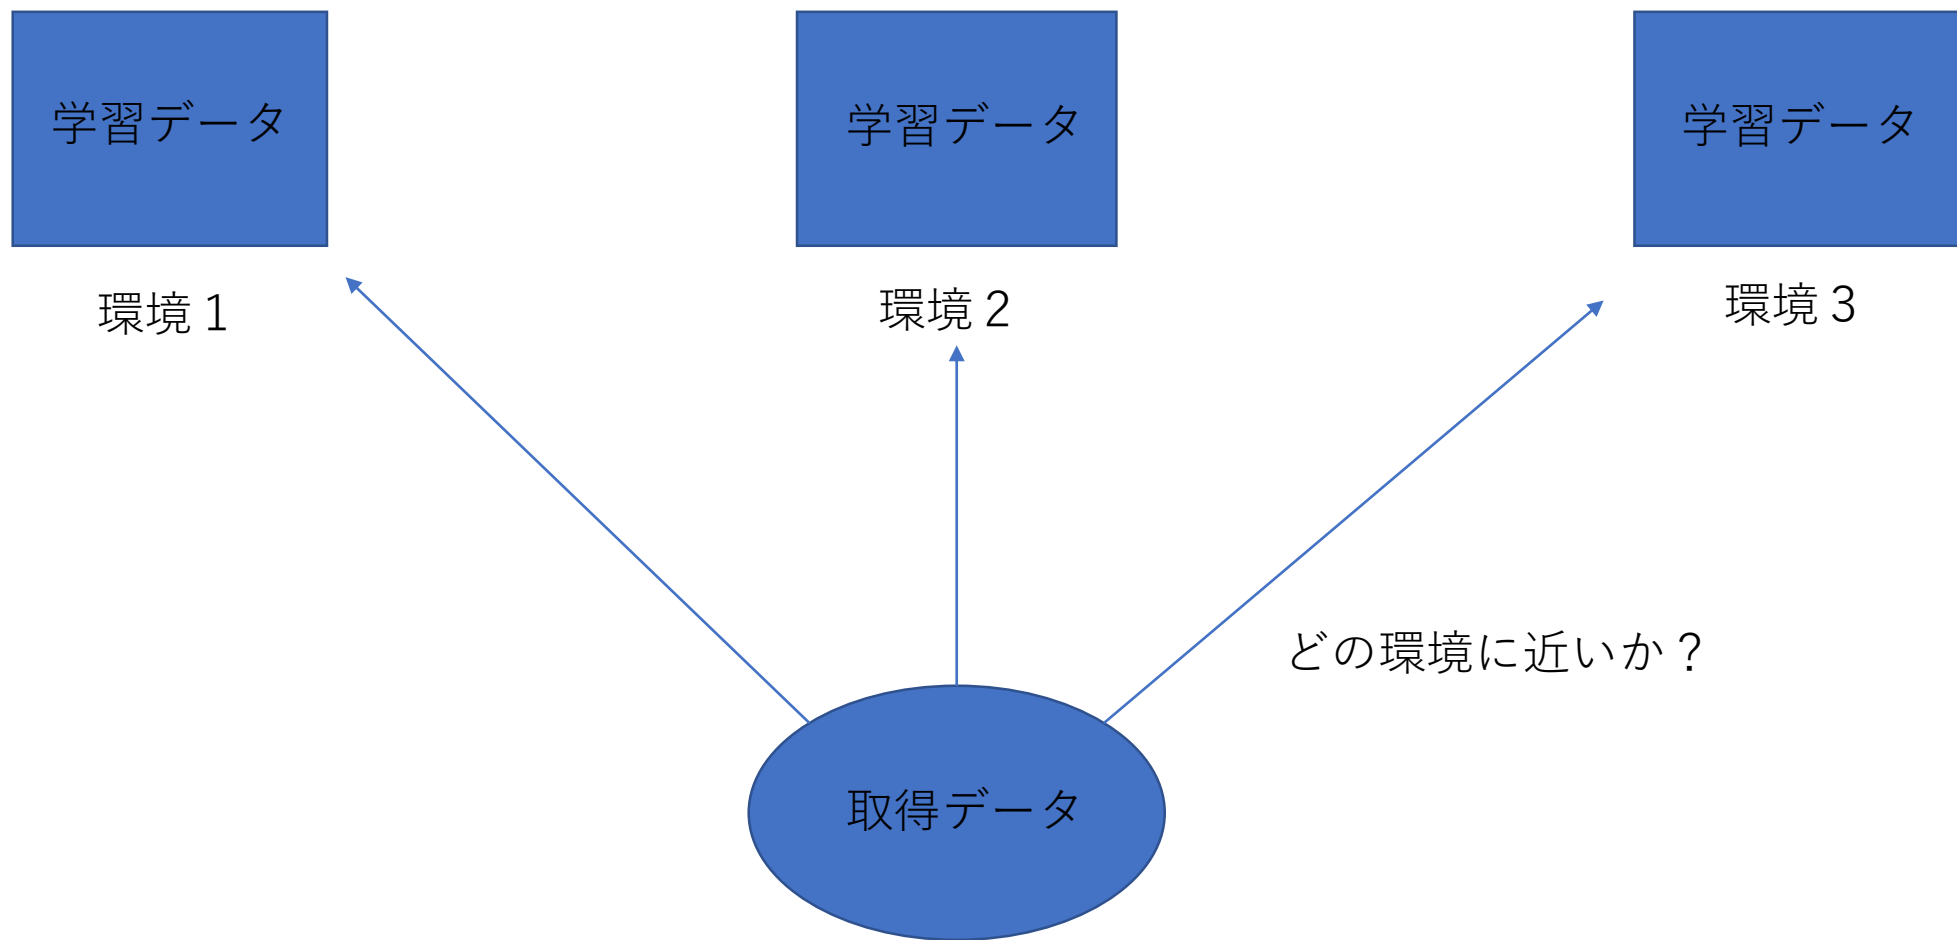 学習データ
学習データ
学習データ
環境１
環境２
環境３
どの環境に近いか？
取得データ